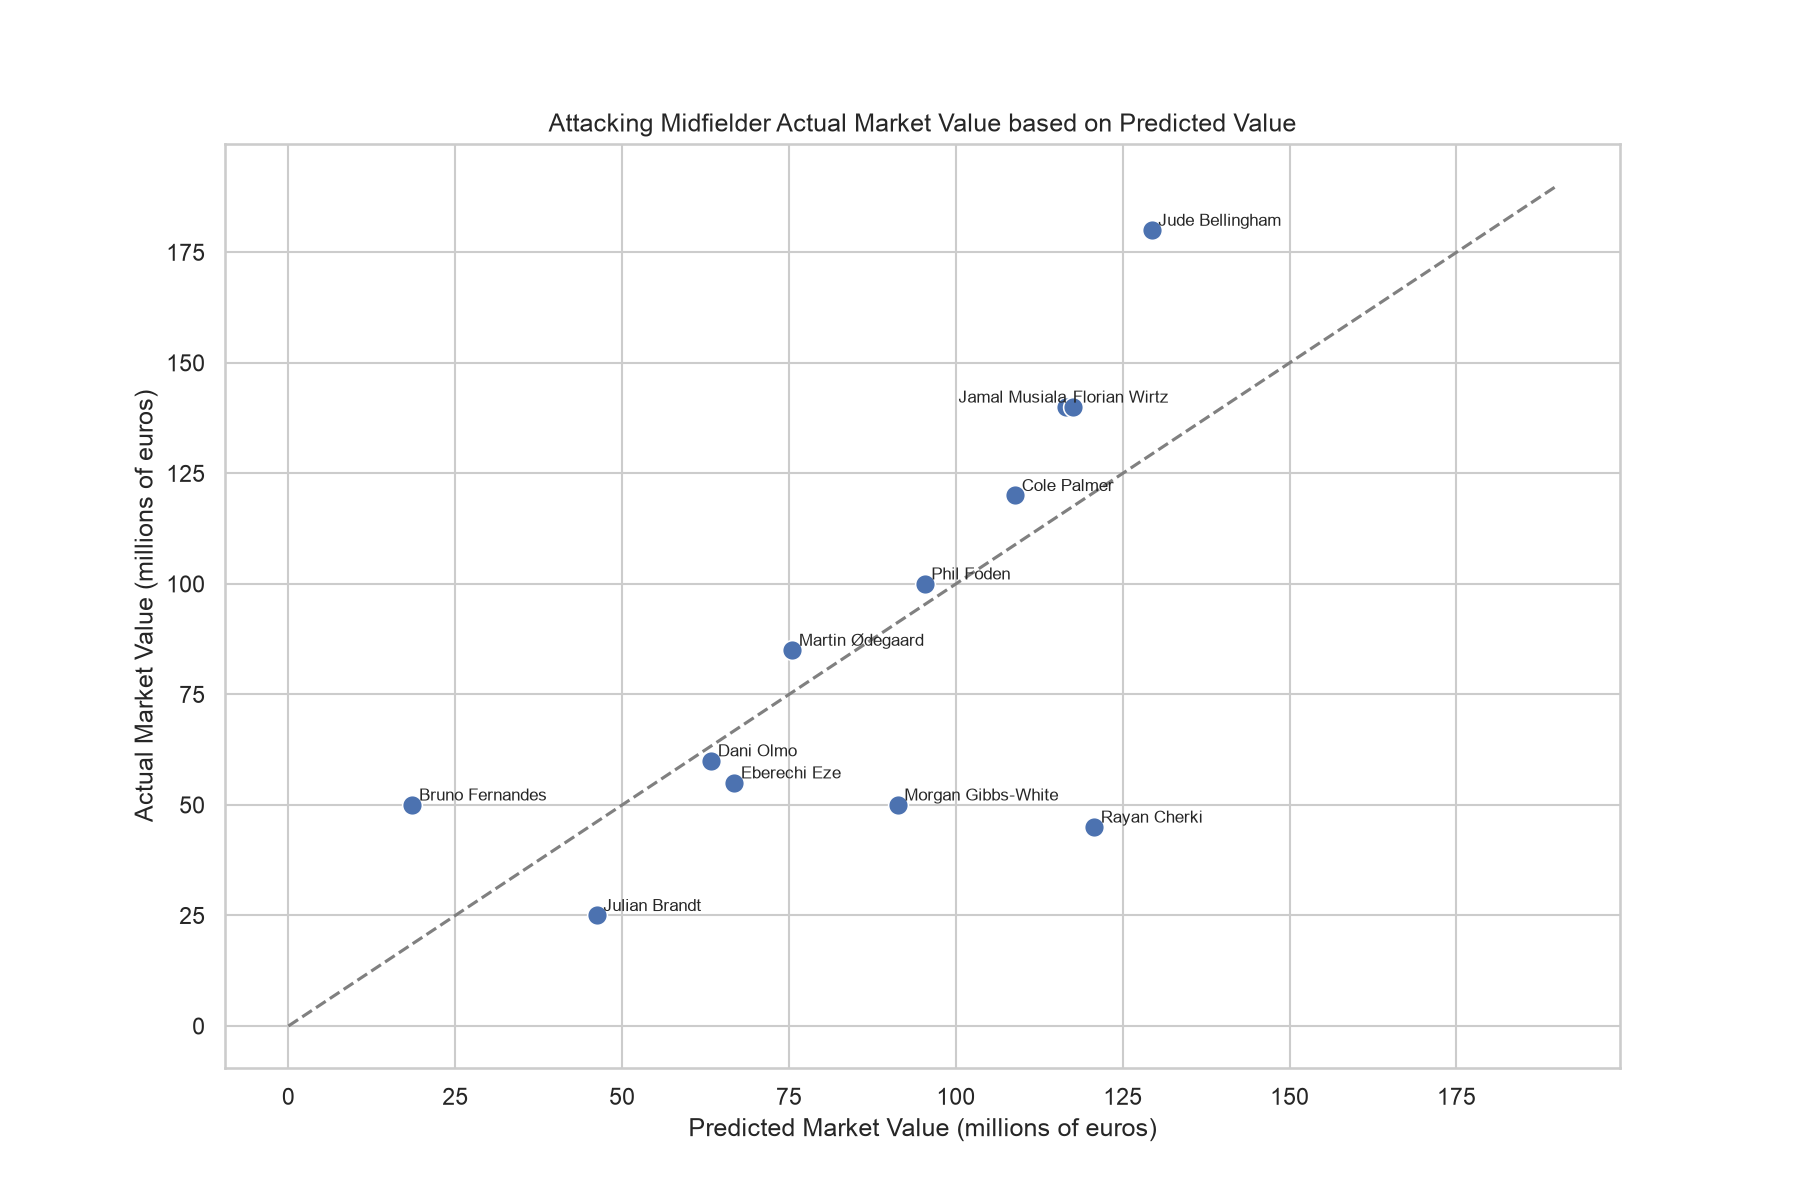 Attacking Midfielder Actual Market Value based on Predicted Value
Actual Market Value (millions of euros)
175
150
125
100
75
50
25
0
Jude Bellingham
Jamal Musiala
Florian Wirtz
Cole Palmer
Phil Foden
Martin Ødegaard
Dani Olmo
Eberechi Eze
Bruno Fernandes
Morgan Gibbs-White
Rayan Cherki
Julian Brandt
0 25 50 75 100 125 150 175
Predicted Market Value (millions of euros)